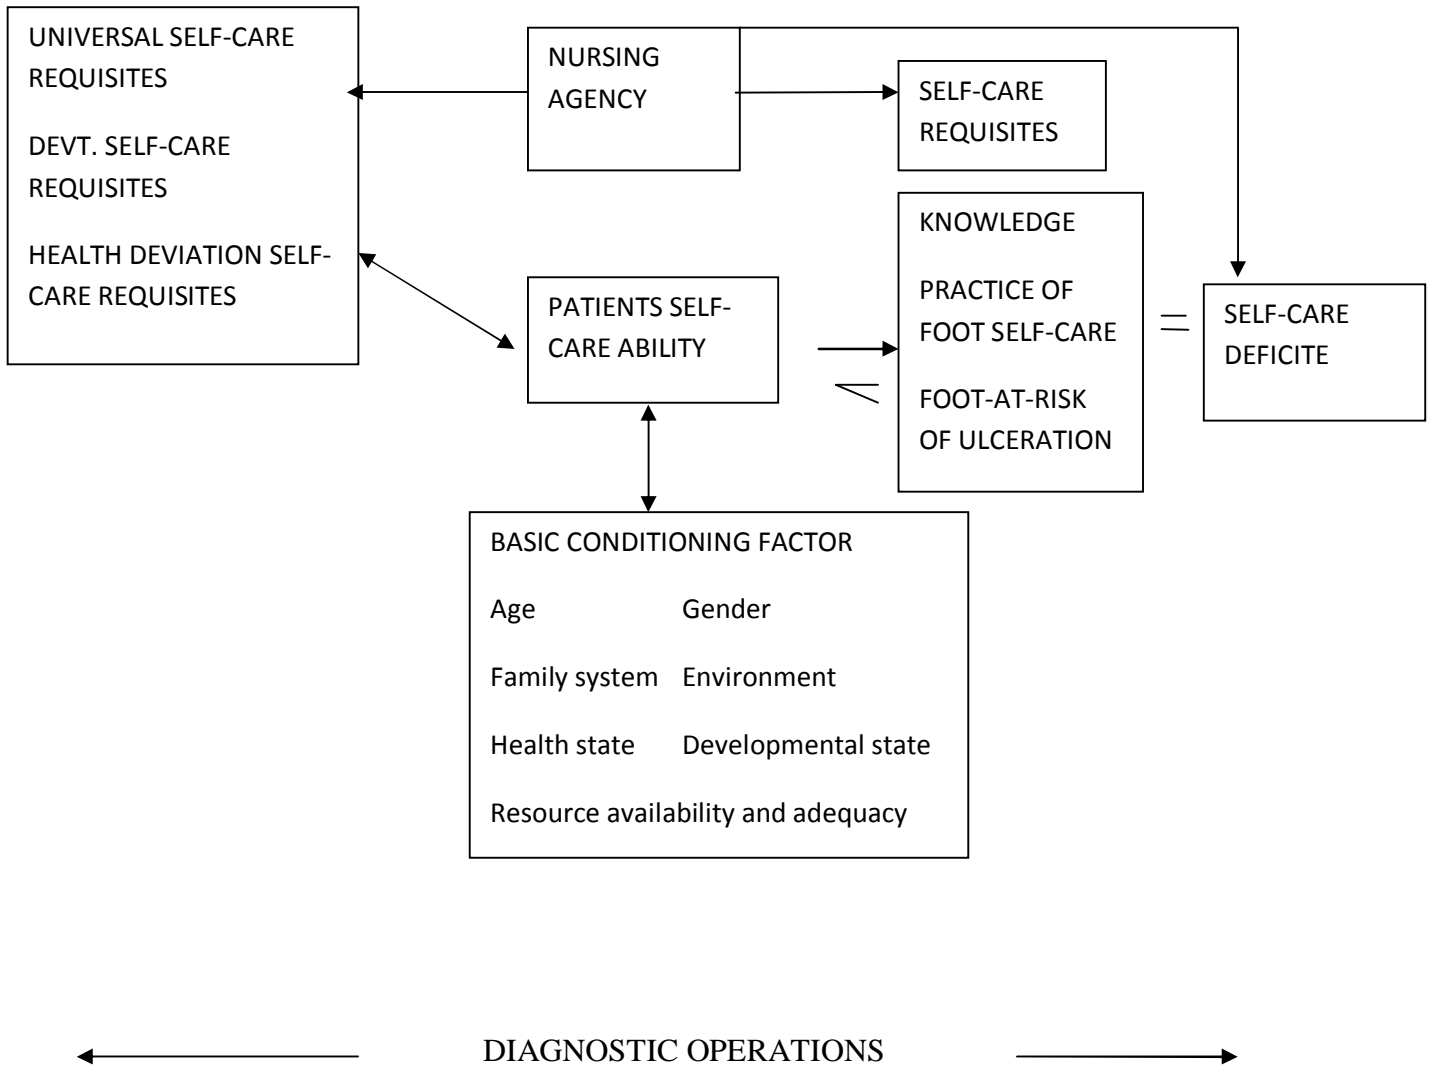 UNIVERSAL SELF-CARE
REQUISITES
DEVT. SELF-CARE
REQUISITES
HEALTH DEVIATION SELF-
CARE REQUISITES
NURSING
AGENCY
SELF-CARE
REQUISITES
PATIENTS SELF-
CARE ABILITY
KNOWLEDGE
PRACTICE OF
FOOT SELF-CARE
FOOT-AT-RISK
OF ULCERATION
=
SELF-CARE
DEFICITE
BASIC CONDITIONING FACTOR
Age Gender
Family system Environment
Health state Developmental state
Resource availability and adequacy
DIAGNOSTIC OPERATIONS